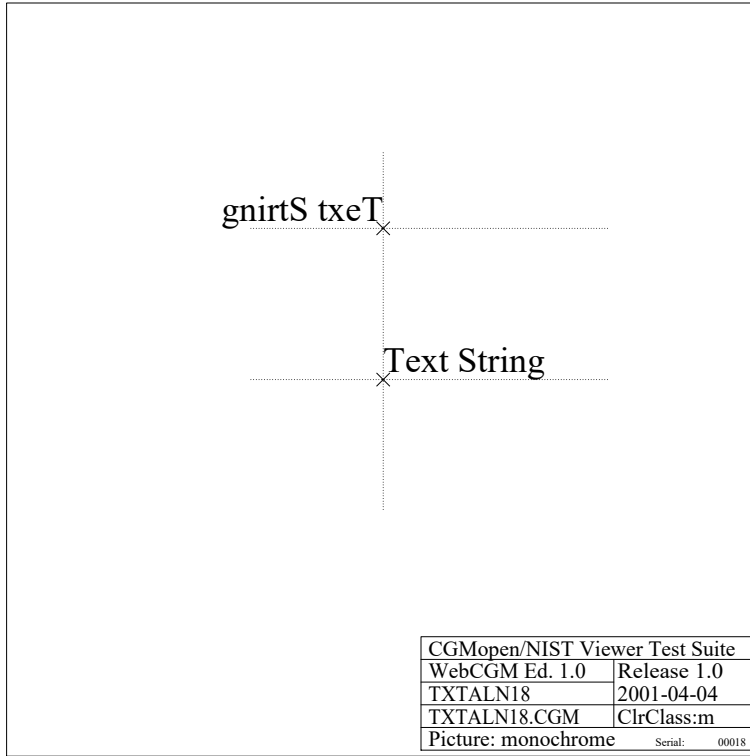 gnirtS txeT
Text String
CGMopen/NIST Viewer Test Suite
WebCGM Ed. 1.0 Release 1.0
TXTALN18 2001-04-04
TXTALN18.CGM ClrClass:m
Picture: monochrome Serial: 00018